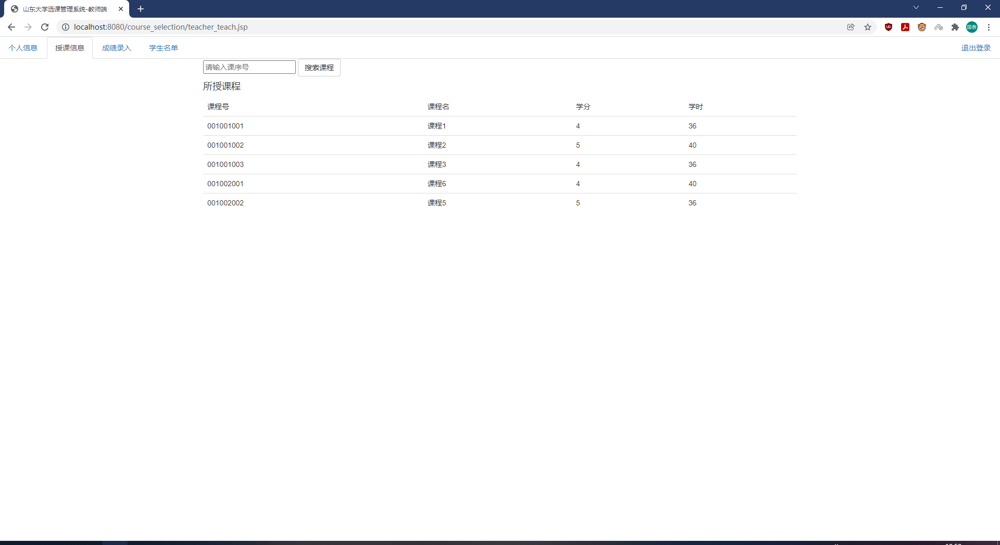 山东大学选课管理系统-教师端
localhost:8080/course_selection/teacher_teach.jsp
国泰
个人信息 授课信息 成绩录入 学生名单 退出登录
请输入课序号 搜索课程
所授课程
课程号 课程名 学分 学时
001001001 课程1 4 36
001001002 课程2 5 40
001001003 课程3 4 36
001002001 课程6 4 40
001002002 课程5 5 36